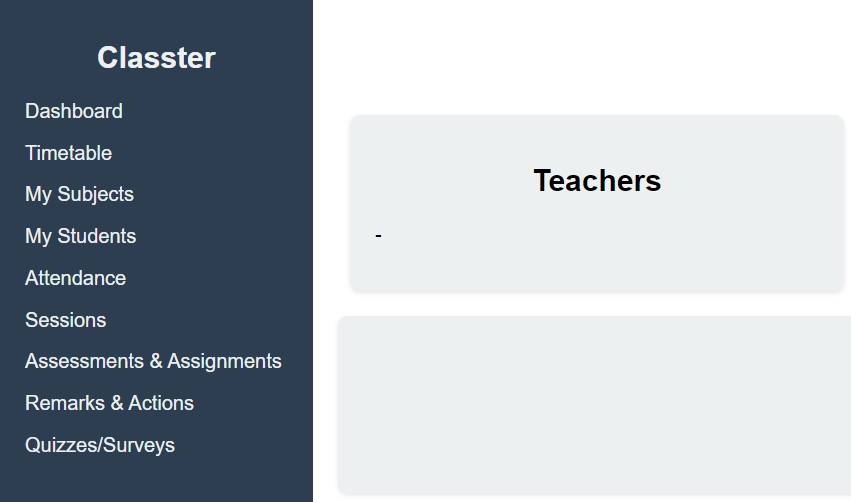 Classter
Dashboard
Timetable
My Subjects
My Students
Attendance
Sessions
Assessments & Assignments
Remarks & Actions
Quizzes/Surveys
Teachers
-